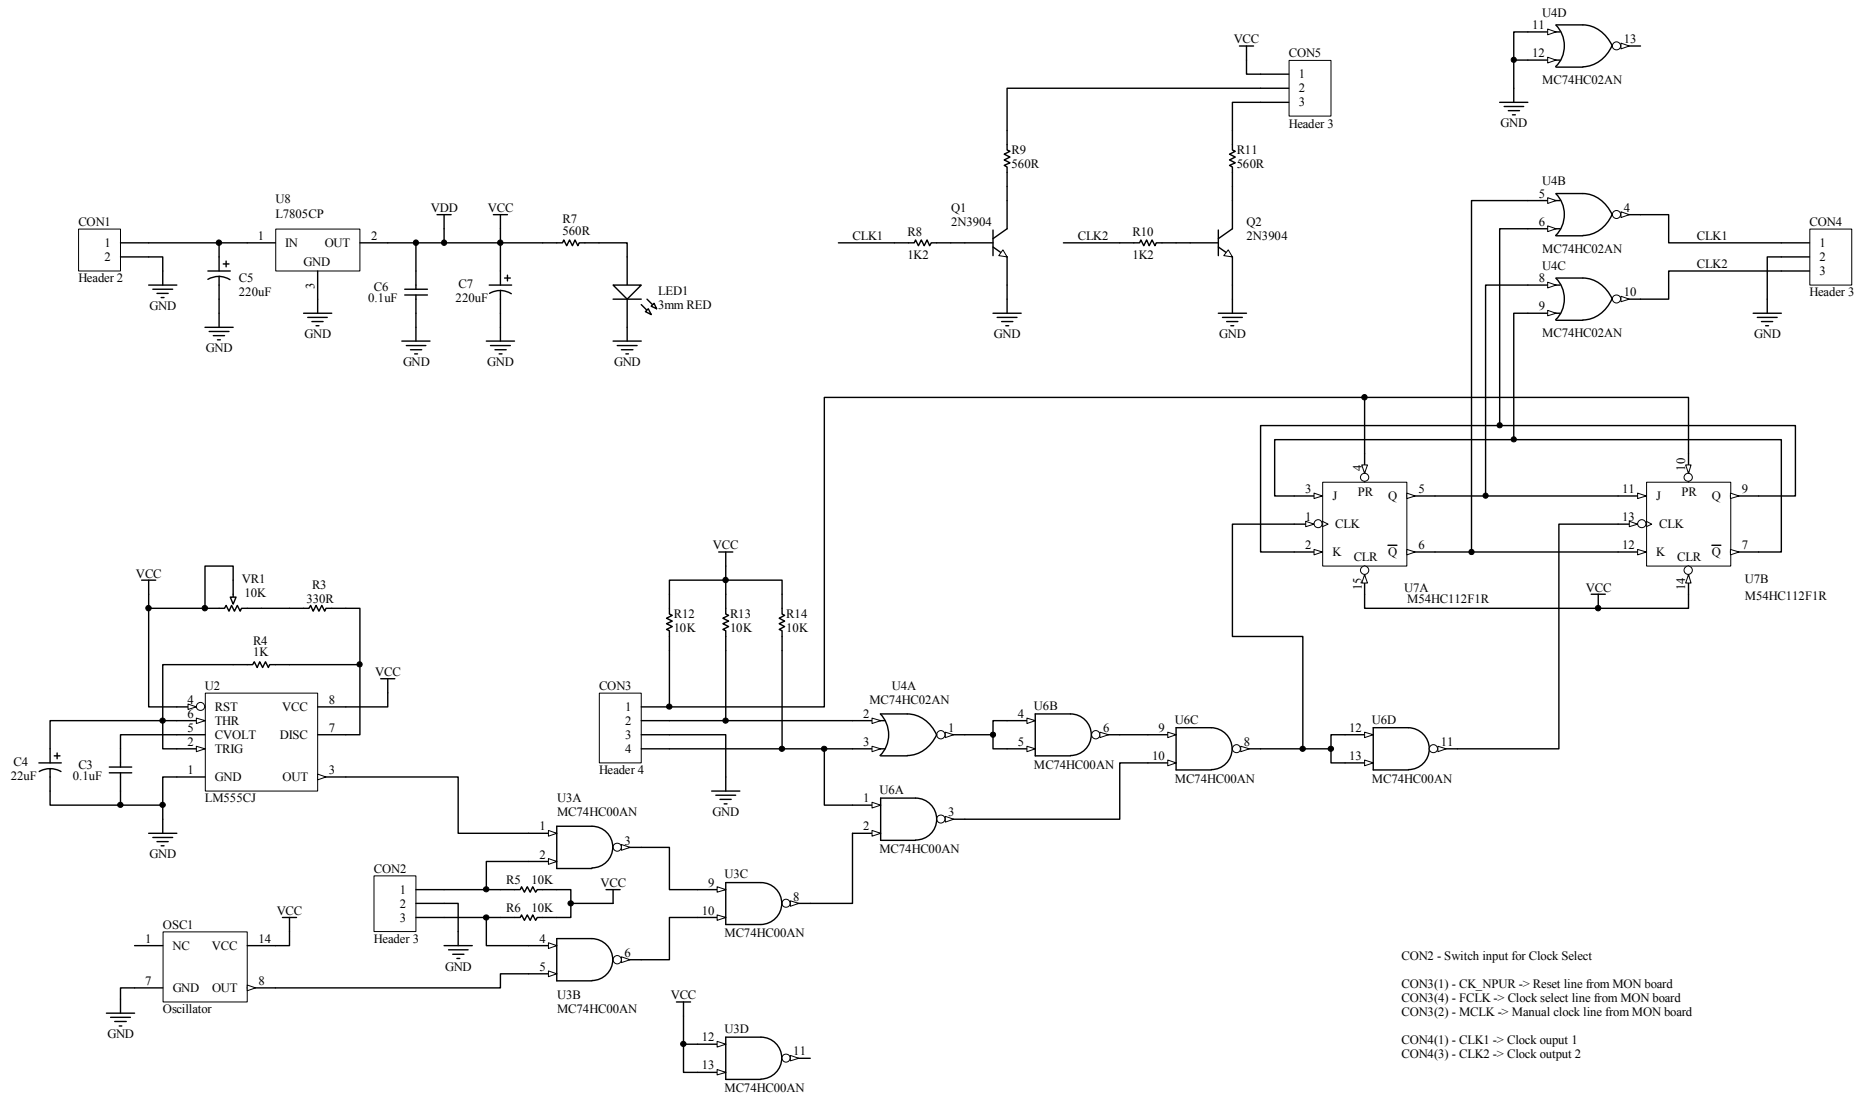 U4D
11
12
13
MC74HC02AN
GND
VCC
CON5
1
2
3
Header 3
R9
560R
R11
560R
Q1
2N3904
Q2
2N3904
CLK1
R8
1K2
CLK2
R10
1K2
GND
GND
U4B
5
6
4
MC74HC02AN
U4C
8
9
10
MC74HC02AN
CLK1
CLK2
CON4
1
2
3
Header 3
GND
CON1
1
2
Header 2
GND
C5
220uF
GND
U8
L7805CP
1
IN
OUT
2
GND
3
GND
VDD
VCC
C6
0.1uF
GND
C7
220uF
GND
R7
560R
LED1
3mm RED
GND
3
J
4
PR
Q
5
1
CLK
2
K
CLR
Q
6
15
U7A
M54HC112F1R
11
J
10
PR
Q
9
13
CLK
12
K
CLR
Q
7
14
U7B
M54HC112F1R
VCC
VCC
VR1
10K
R3
330R
R4
1K
VCC
U2
4
RST
VCC
8
6
THR
5
CVOLT
DISC
7
2
TRIG
1
GND
OUT
3
LM555CJ
C4
22uF
C3
0.1uF
GND
VCC
R12
10K
R13
10K
R14
10K
CON3
1
2
3
4
Header 4
GND
U4A
MC74HC02AN
2
3
1
U6B
4
5
6
MC74HC00AN
U6C
9
10
8
MC74HC00AN
U6D
12
13
11
MC74HC00AN
U6A
1
2
3
MC74HC00AN
U3A
MC74HC00AN
1
2
3
CON2
1
2
3
Header 3
GND
R5 10K
R6 10K
VCC
U3C
9
10
8
MC74HC00AN
4
5
6
U3B
MC74HC00AN
OSC1
1
NC
VCC
14
7
GND
OUT
8
Oscillator
VCC
GND
VCC
U3D
12
13
11
MC74HC00AN
CON2 - Switch input for Clock Select
CON3(1) - CK_NPUR -> Reset line from MON board
CON3(4) - FCLK -> Clock select line from MON board
CON3(2) - MCLK -> Manual clock line from MON board
CON4(1) - CLK1 -> Clock ouput 1
CON4(3) - CLK2 -> Clock output 2